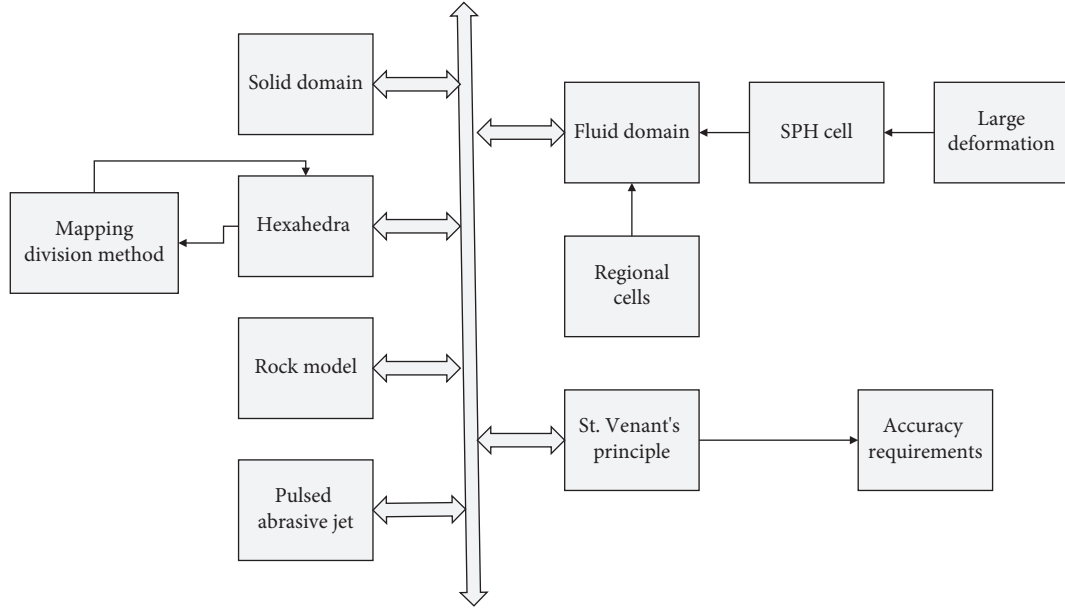 Solid domain
Fluid domain
SPH cell
Large
deformation
Mapping
division method
Hexahedra
Regional
cells
Rock model
St. Venant's
principle
Accuracy
requirements
Pulsed
abrasive jet